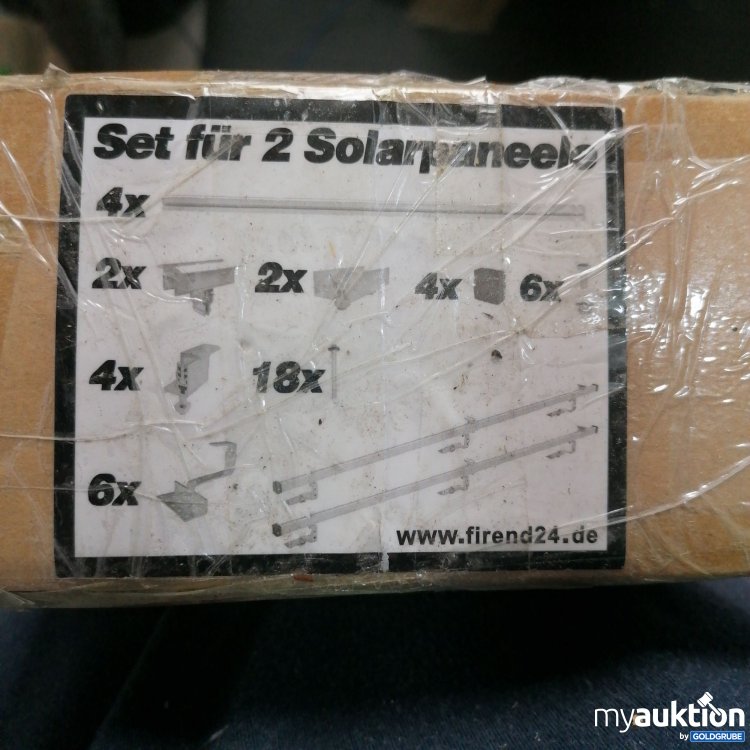 Set für 2 Solarpaneele
4x
2x 2x 4x 6x
4x 18x
6x
www.firend24.de
myauktion
by GOLDGRUBE